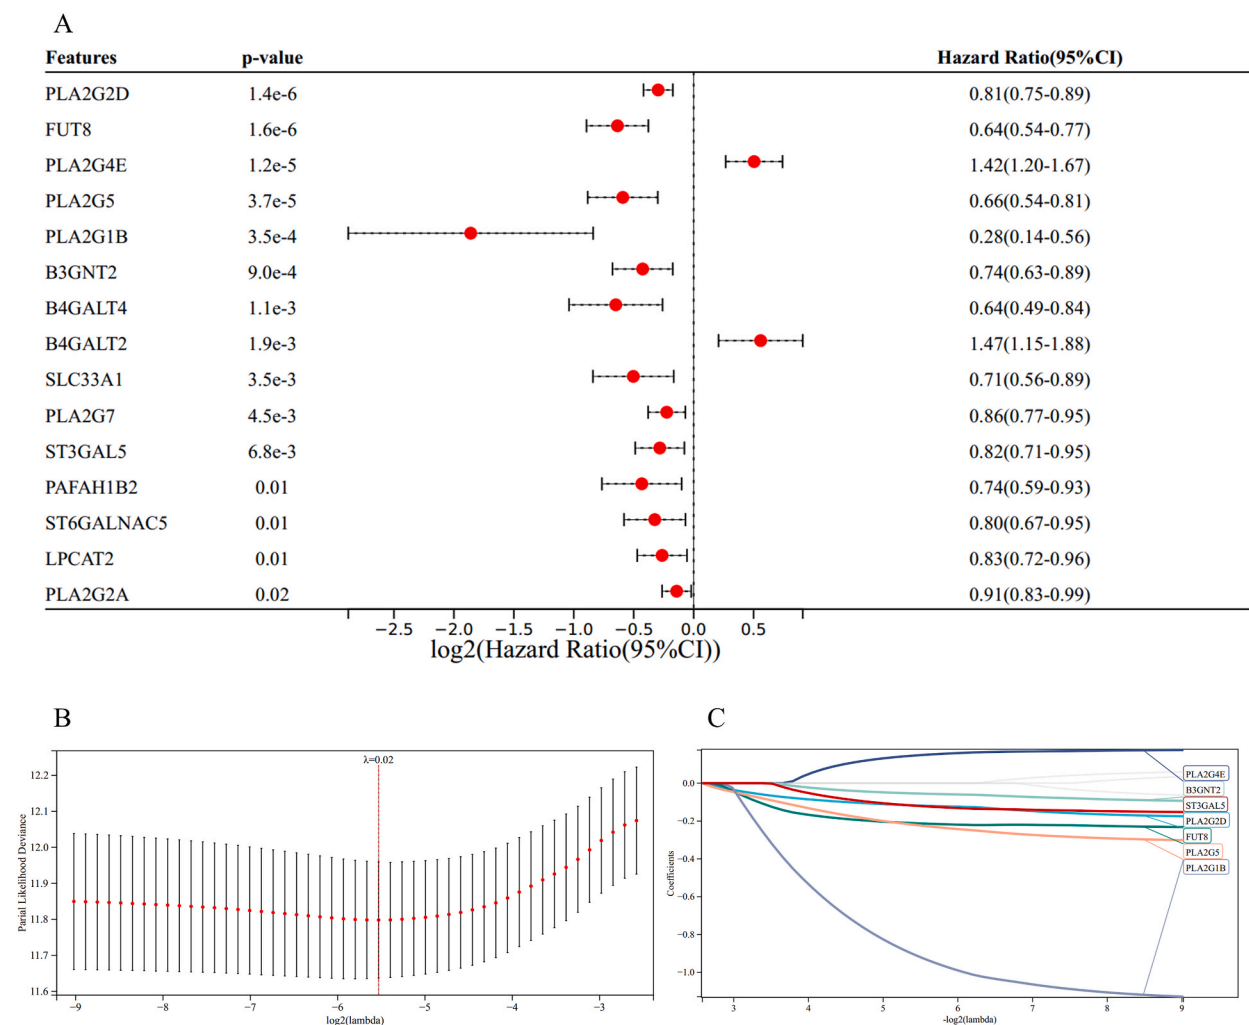 A
Features p-value Hazard Ratio(95%CI)
PLA2G2D 1.4e-6 0.81(0.75-0.89)
FUT8 1.6e-6 0.64(0.54-0.77)
PLA2G4E 1.2e-5 1.42(1.20-1.67)
PLA2G5 3.7e-5 0.66(0.54-0.81)
PLA2G1B 3.5e-4 0.28(0.14-0.56)
B3GNT2 9.0e-4 0.74(0.63-0.89)
B4GALT4 1.1e-3 0.64(0.49-0.84)
B4GALT2 1.9e-3 1.47(1.15-1.88)
SLC33A1 3.5e-3 0.71(0.56-0.89)
PLA2G7 4.5e-3 0.86(0.77-0.95)
ST3GAL5 6.8e-3 0.82(0.71-0.95)
PAFAH1B2 0.01 0.74(0.59-0.93)
ST6GALNAC5 0.01 0.80(0.67-0.95)
LPCAT2 0.01 0.83(0.72-0.96)
PLA2G2A 0.02 0.91(0.83-0.99)
−2.5 −2.0 −1.5 −1.0 −0.5 0.0 0.5
log2(Hazard Ratio(95%CI))
B
λ=0.02
12.2
12.1
12.0
11.9
11.8
11.7
11.6
Parial Likelihood Deviance
−9 −8 −7 −6 −5 −4 −3
log2(lambda)
C
0.0
−0.2
−0.4
−0.6
−0.8
−1.0
Coefficients
PLA2G4E
B3GNT2
ST3GAL5
PLA2G2D
FUT8
PLA2G5
PLA2G1B
3 4 5 6 7 8 9
-log2(lambda)